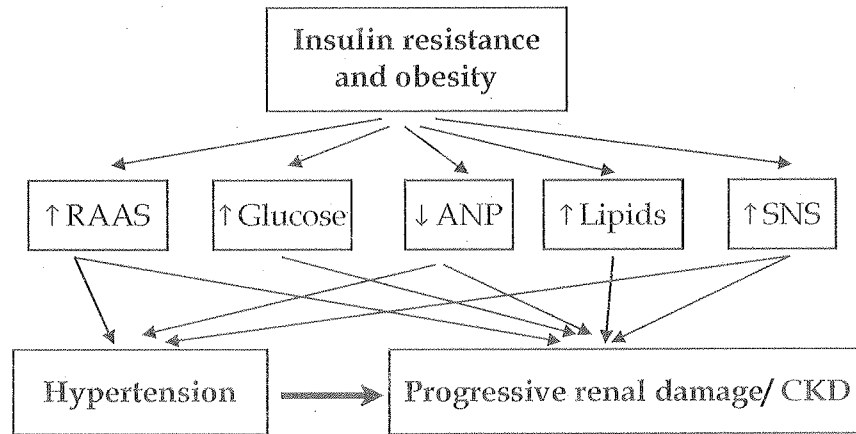 Insulin resistance
and obesity
↑ RAAS
↑ Glucose
↓ ANP
↑ Lipids
↑ SNS
Hypertension
Progressive renal damage/ CKD